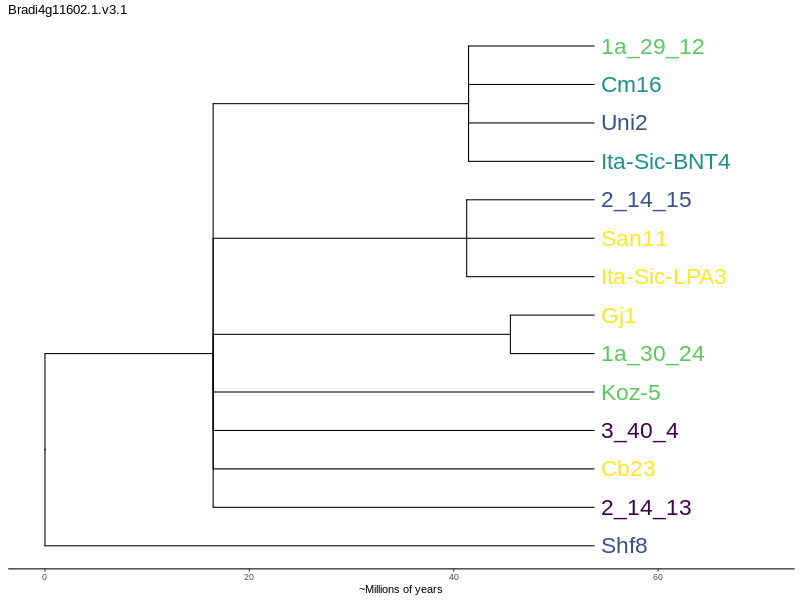 Bradi4g11602.1.v3.1
1a_29_12
Cm16
Uni2
Ita-Sic-BNT4
2_14_15
San11
Ita-Sic-LPA3
Gj1
1a_30_24
Koz-5
3_40_4
Cb23
2_14_13
Shf8
0 20 40 60
~Millions of years